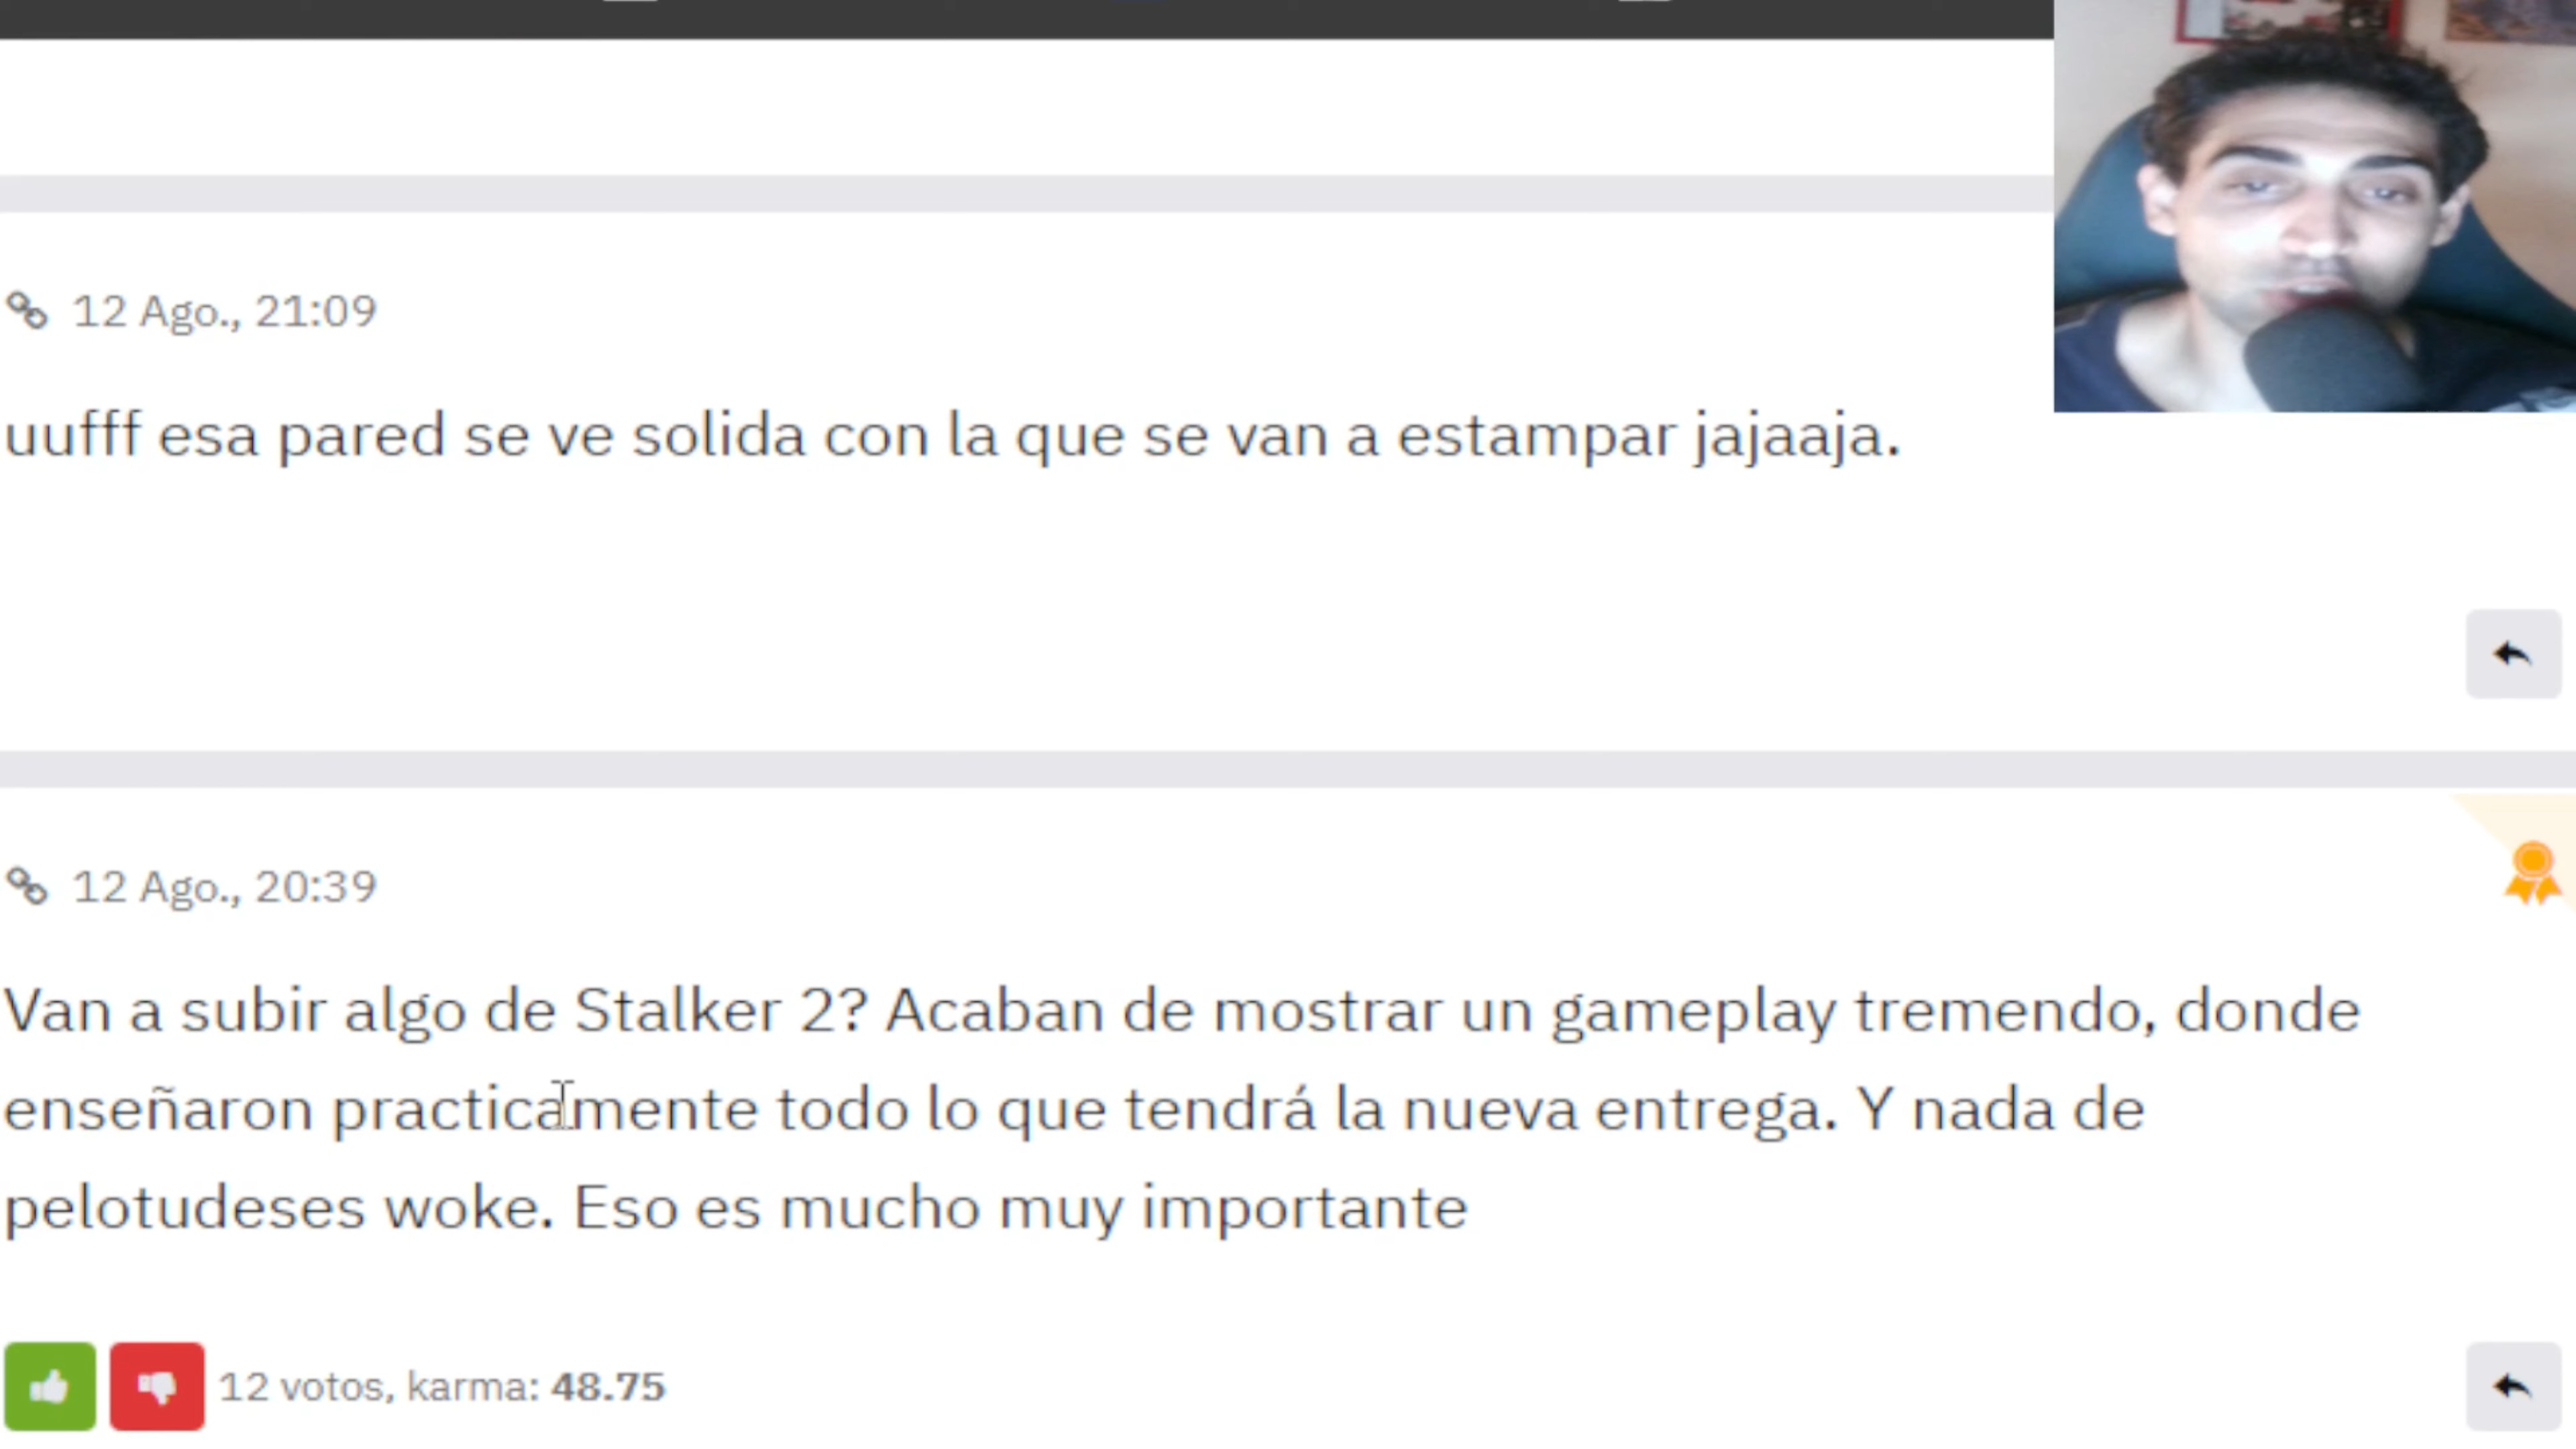 12 Ago., 21:09
uufff esa pared se ve solida con la que se van a estampar jajaaja.
12 Ago., 20:39
Van a subir algo de Stalker 2? Acaban de mostrar un gameplay tremendo, donde
enseñaron practicamente todo lo que tendrá la nueva entrega. Y nada de
pelotudeses woke. Eso es mucho muy importante
12 votos, karma: 48.75